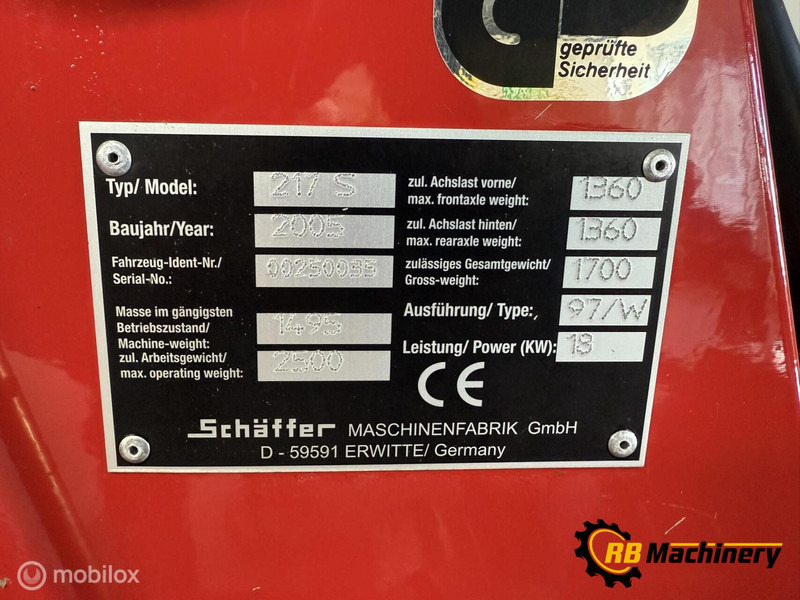 geprüfte
Sicherheit
Typ/ Model: 217 S
Baujahr/Year: 2005
Fahrzeug-Ident-Nr./
Serial-No.: 00250035
Masse im gängigsten
Betriebszustand/
Machine-weight: 1495
zul. Arbeitsgewicht/
max. operating weight: 2500
zul. Achslast vorne/
max. frontaxle weight: 1360
zul. Achslast hinten/
max. rearaxle weight: 1360
zulässiges Gesamtgewicht/
Gross-weight: 1700
Ausführung/ Type:, 97/W
Leistung/ Power (KW): 18
CE
Schäffer MASCHINENFABRIK GmbH
D - 59591 ERWITTE/ Germany
RB Machinery
mobilox